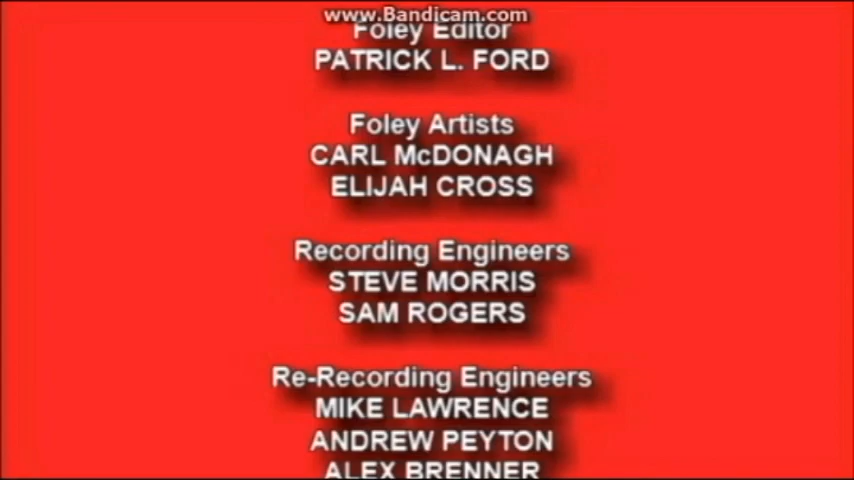 www.Bandicam.com
Foley Editor
PATRICK L. FORD
Foley Artists
CARL McDONAGH
ELIJAH CROSS
Recording Engineers
STEVE MORRIS
SAM ROGERS
Re-Recording Engineers
MIKE LAWRENCE
ANDREW PEYTON
ALEX BRENNER